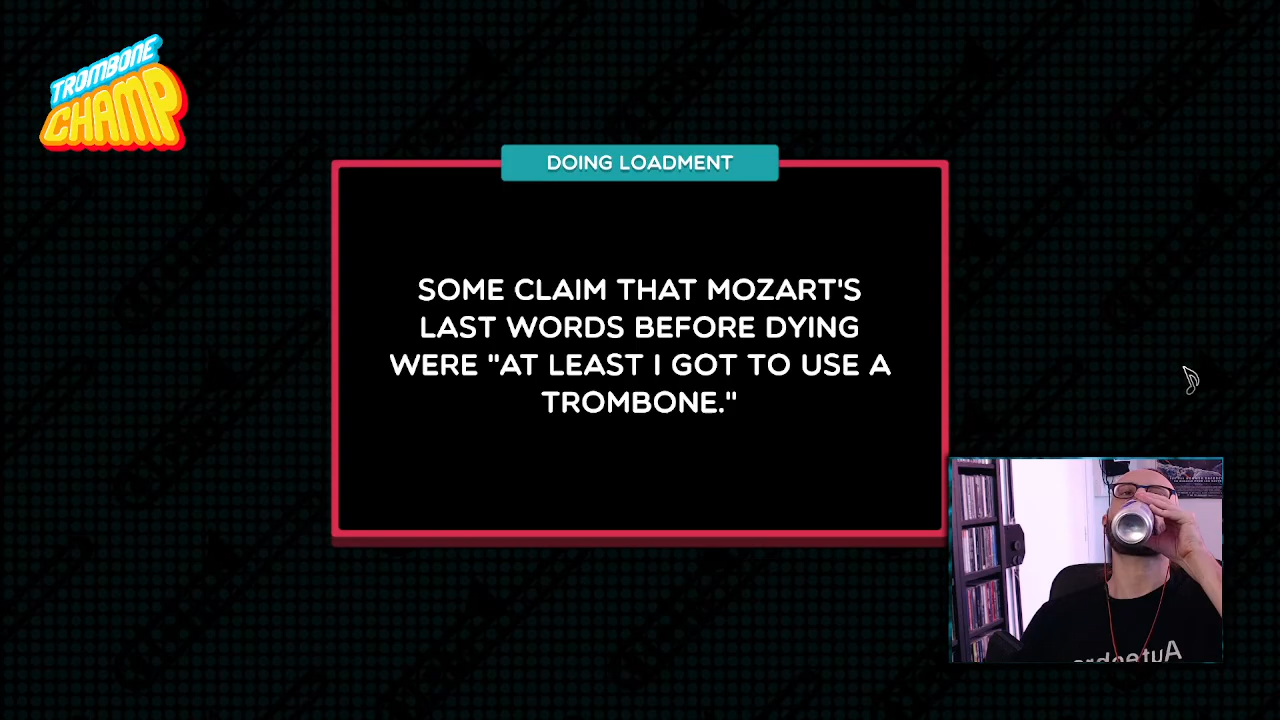 TROMBONE
CHAMP
DOING LOADMENT
SOME CLAIM THAT MOZART'S
LAST WORDS BEFORE DYING
WERE "AT LEAST I GOT TO USE A
TROMBONE."